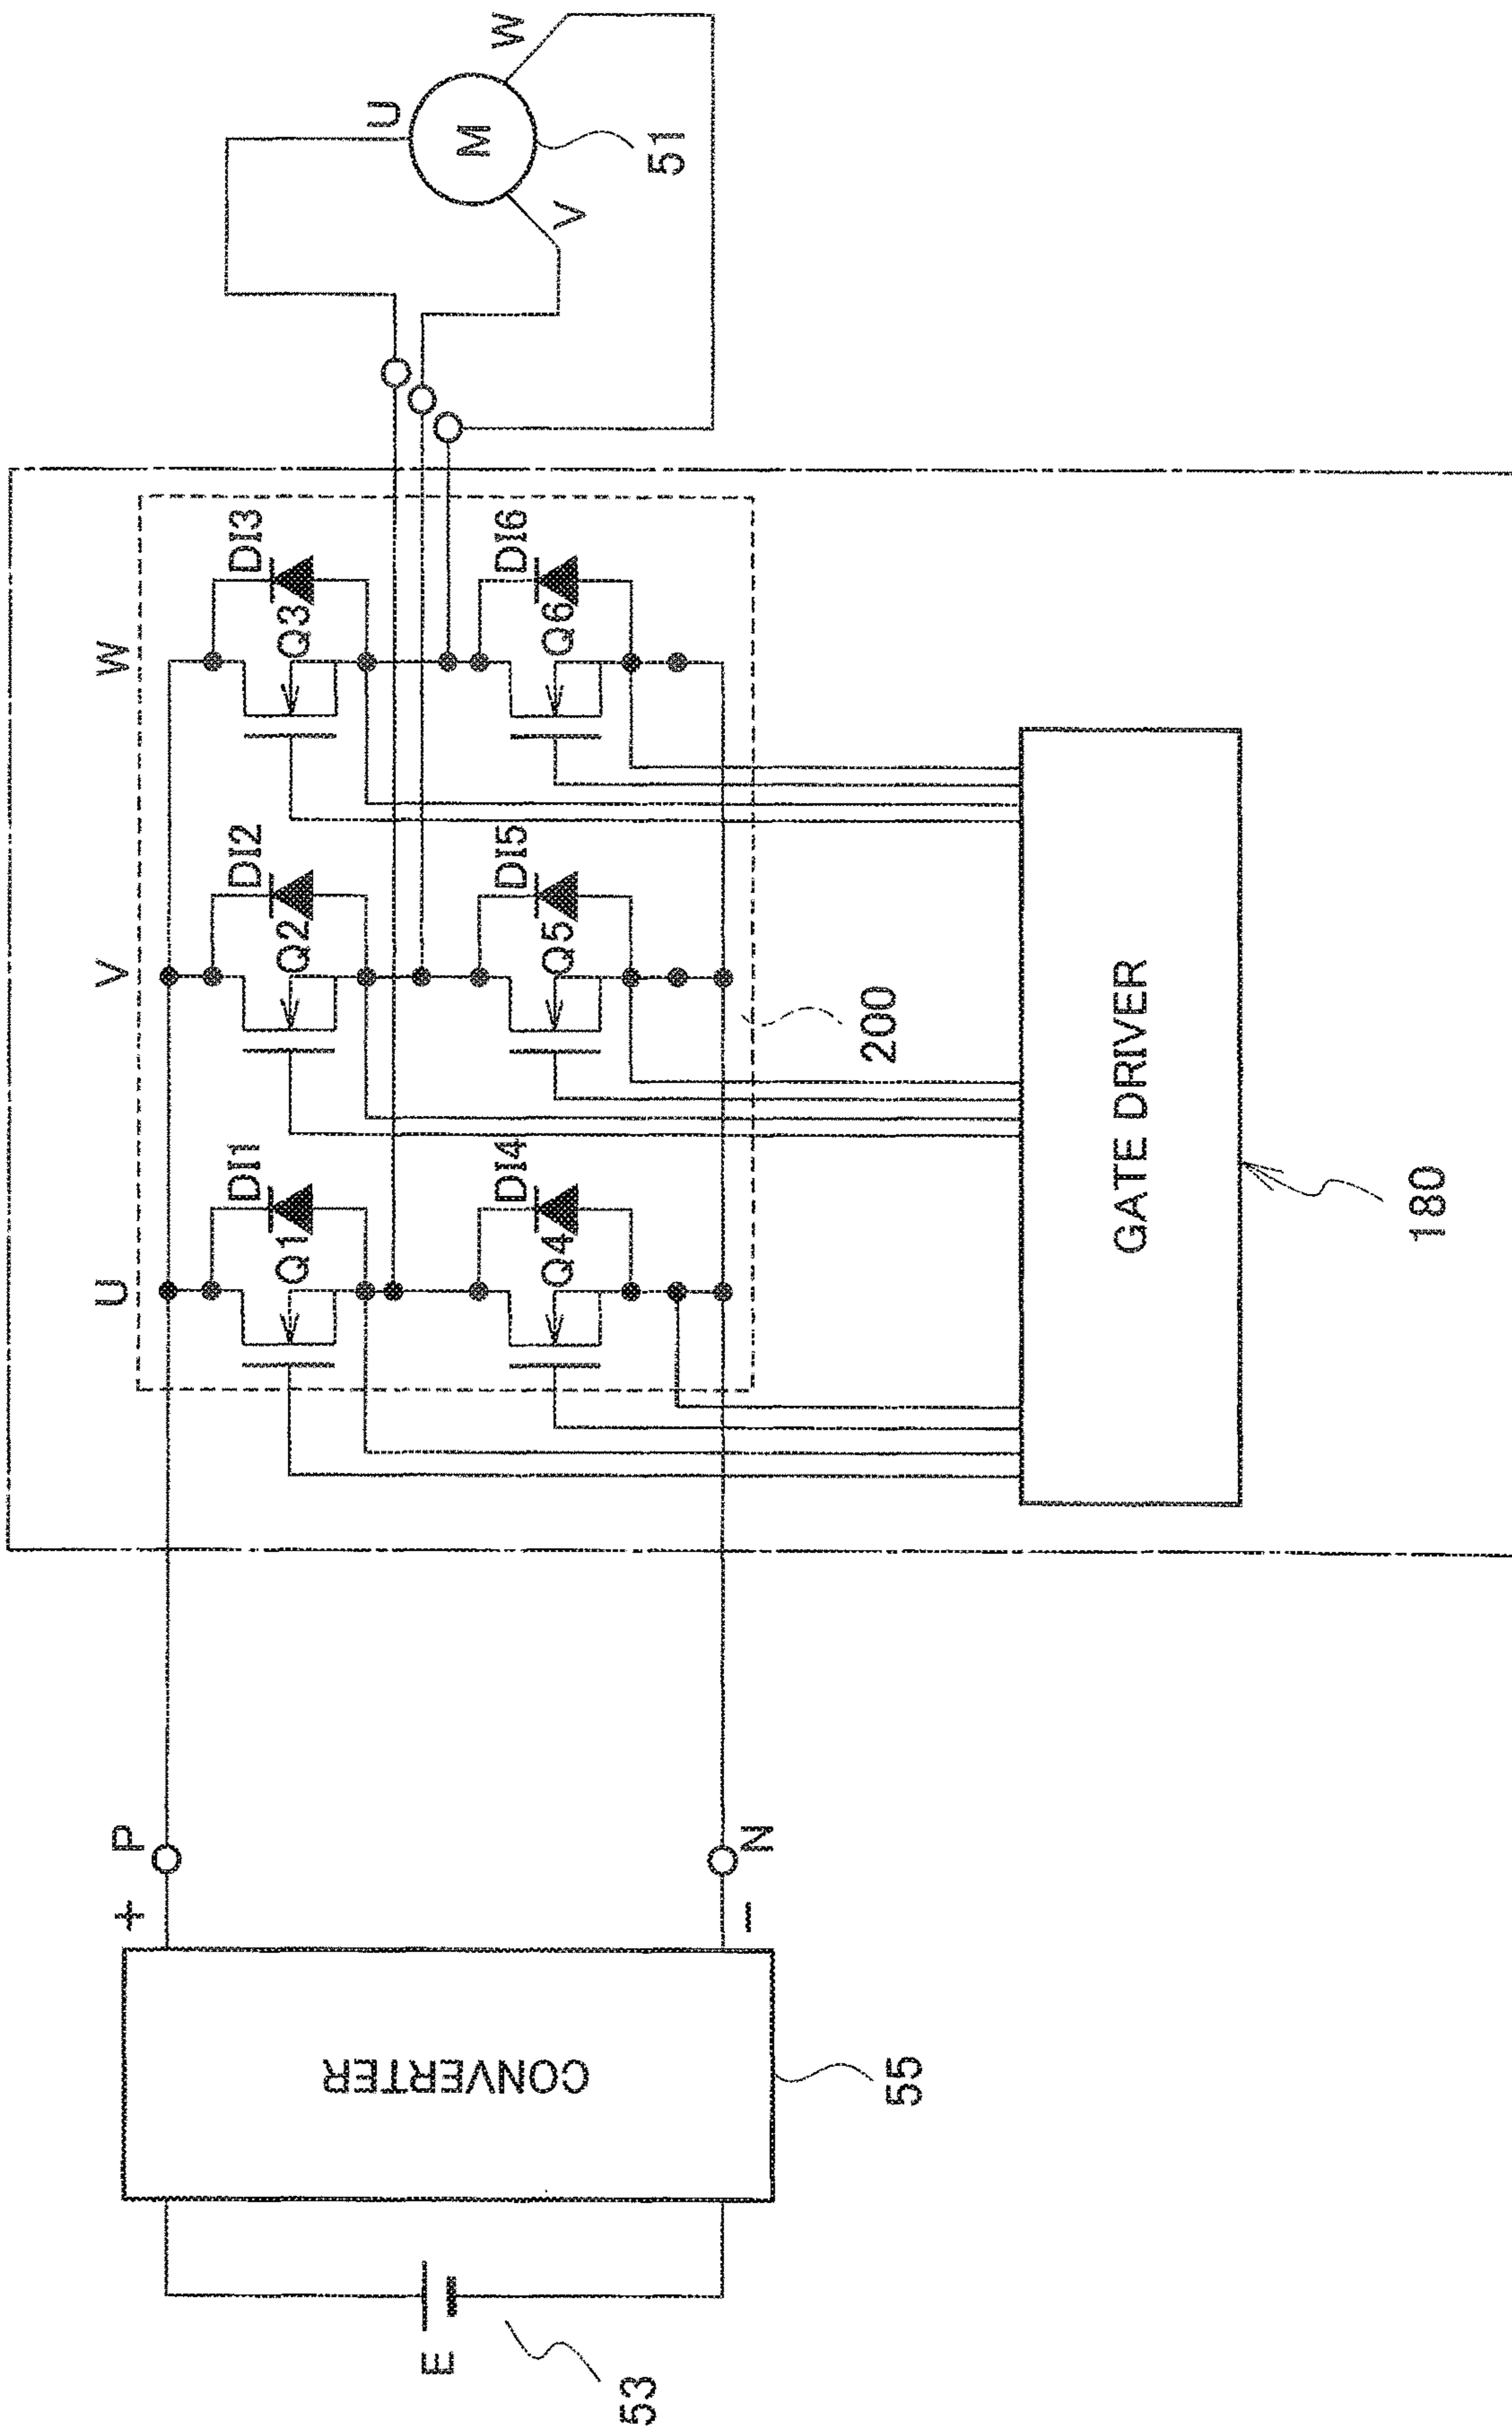 U
V
W
DI1
Q1
DI2
Q2
DI3
Q3
DI4
Q4
DI5
Q5
DI6
Q6
200
GATE DRIVER
180
E
53
CONVERTER
55
+
P
−
N
U
V
W
M
51